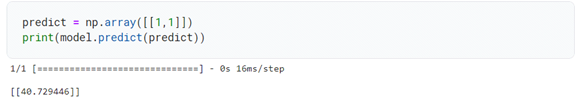 predict = np.array([[1,1]])
print(model.predict(predict))
1/1 [==============================] - 0s 16ms/step
[[40.729446]]